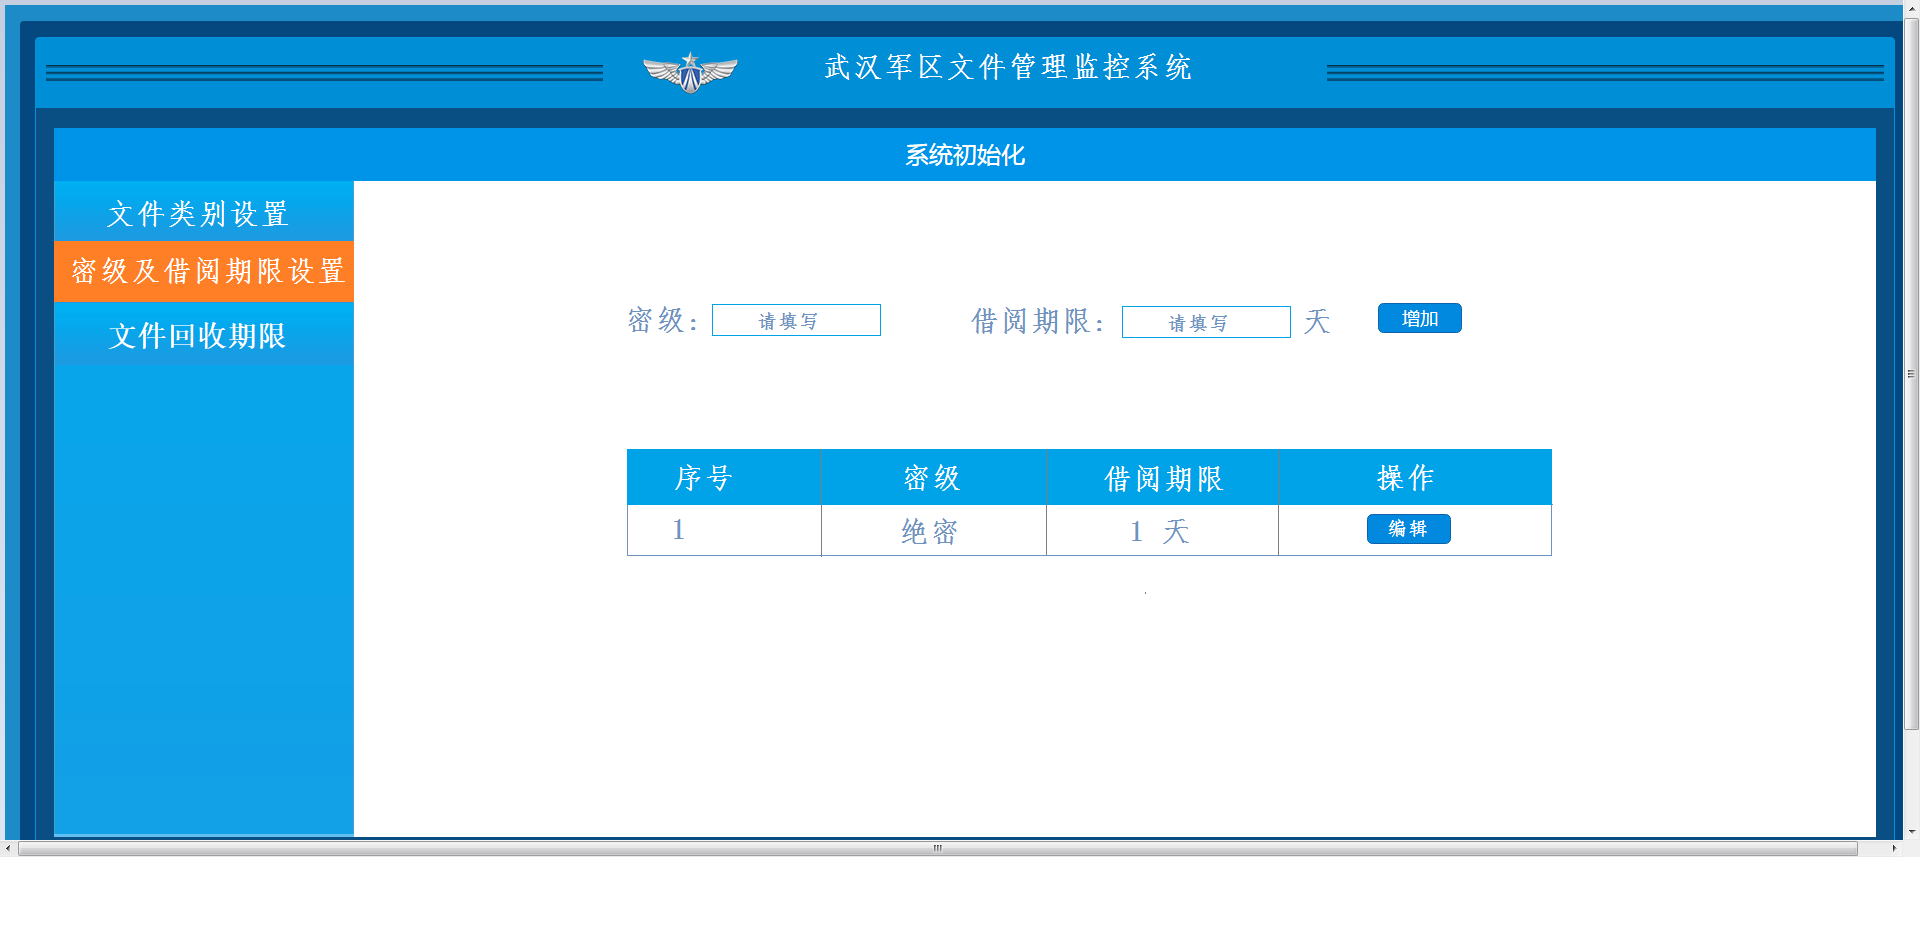 武汉军区文件管理监控系统
系统初始化
文件类别设置
密级及借阅期限设置
文件回收期限
密级: 请填写 借阅期限: 请填写 天 增加
序号 密级 借阅期限 操作
1 绝密 1 天 编辑